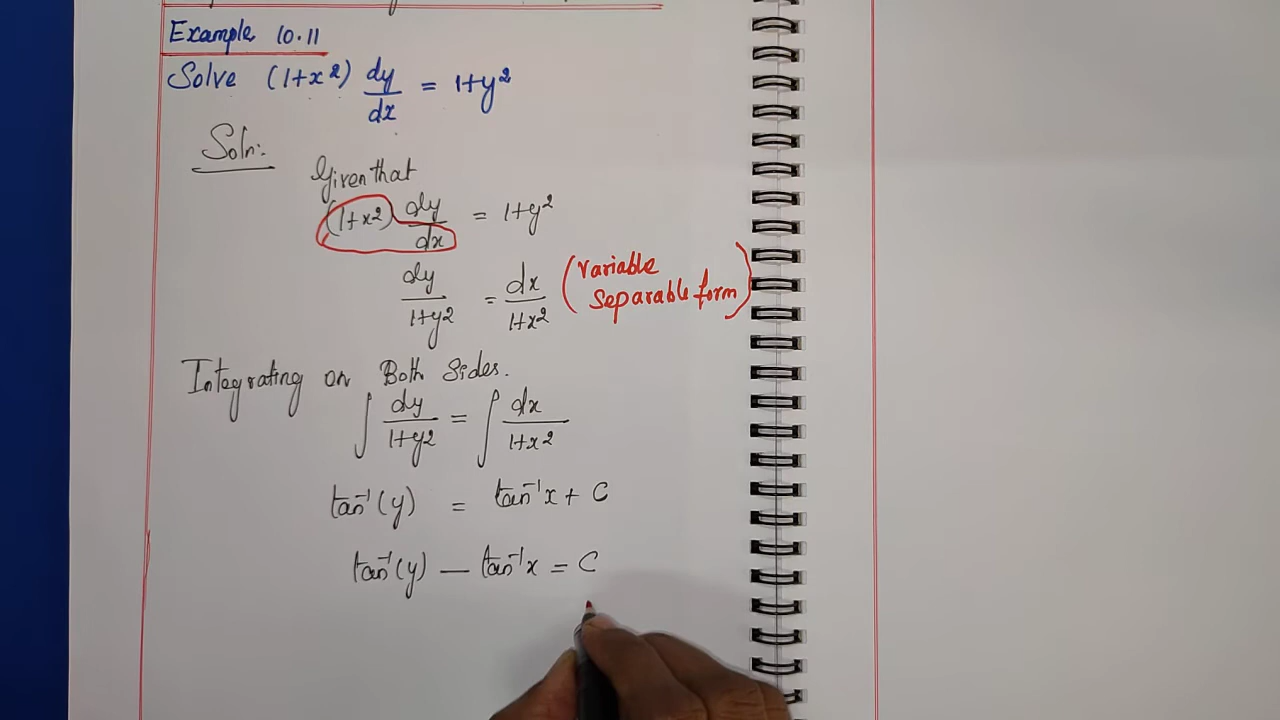 Example 10.11
Solve (1+x²) dy/dx = 1+y²
Soln:
Given that
(1+x²) dy/dx = 1+y²
dy/1+y² = dx/1+x² (variable separable form)
Integrating on Both Sides.
∫ dy/1+y² = ∫ dx/1+x²
tan⁻¹(y) = tan⁻¹x + C
tan⁻¹(y) — tan⁻¹x = C